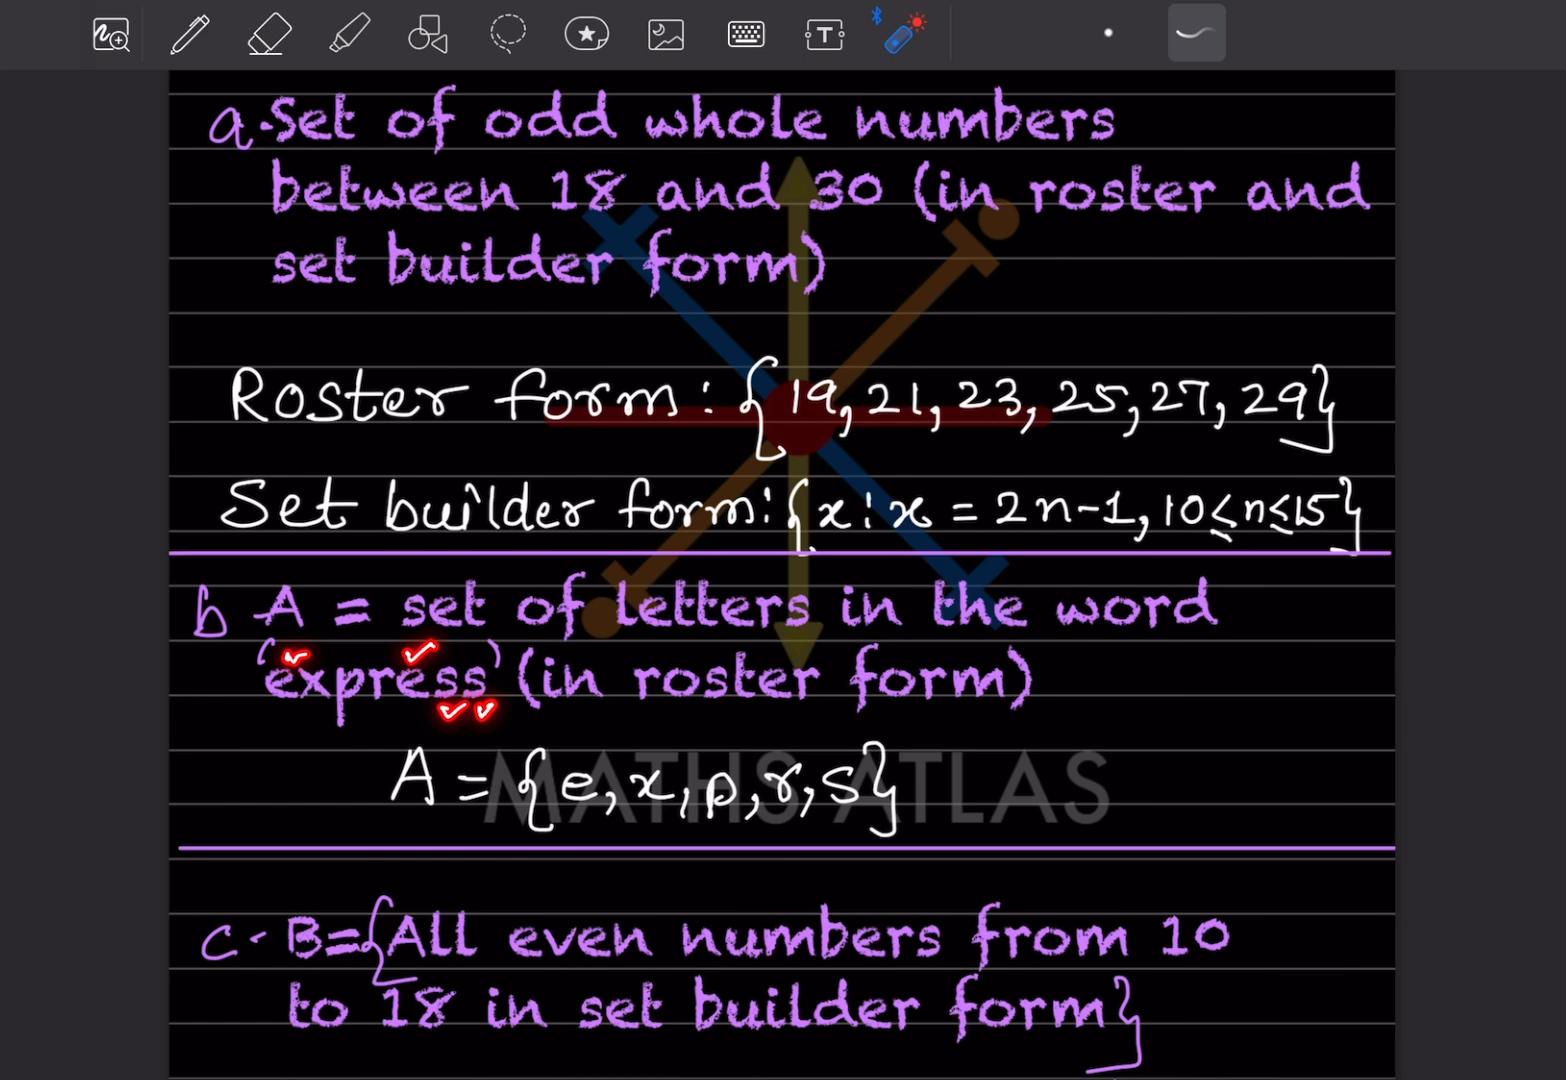 a. Set of odd whole numbers
between 18 and 30 (in roster and
set builder form)
Roster form : {19, 21, 23, 25, 27, 29}
Set builder form: {x : x = 2n-1, 10≤n≤15}
b A = set of letters in the word
'express' (in roster form)
A = {e, x, p, r, s}
MATHS ATLAS
c. B={All even numbers from 10
to 18 in set builder form}